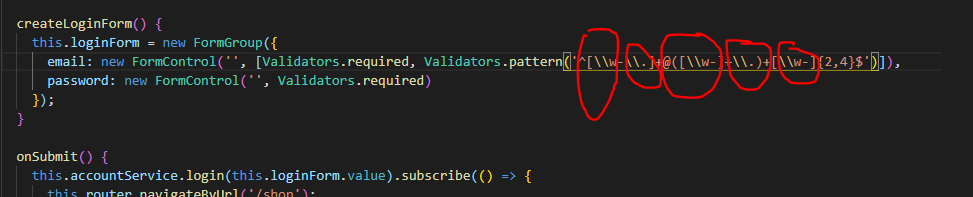 createLoginForm() {
this.loginForm = new FormGroup({
email: new FormControl('', [Validators.required, Validators.pattern('^[\\w-\\.]+@([\\w-]+\\.)+[\\w-]{2,4}$')]),
password: new FormControl('', Validators.required)
});
}
onSubmit() {
this.accountService.login(this.loginForm.value).subscribe(() => {
this.router.navigateByUrl('/shop');